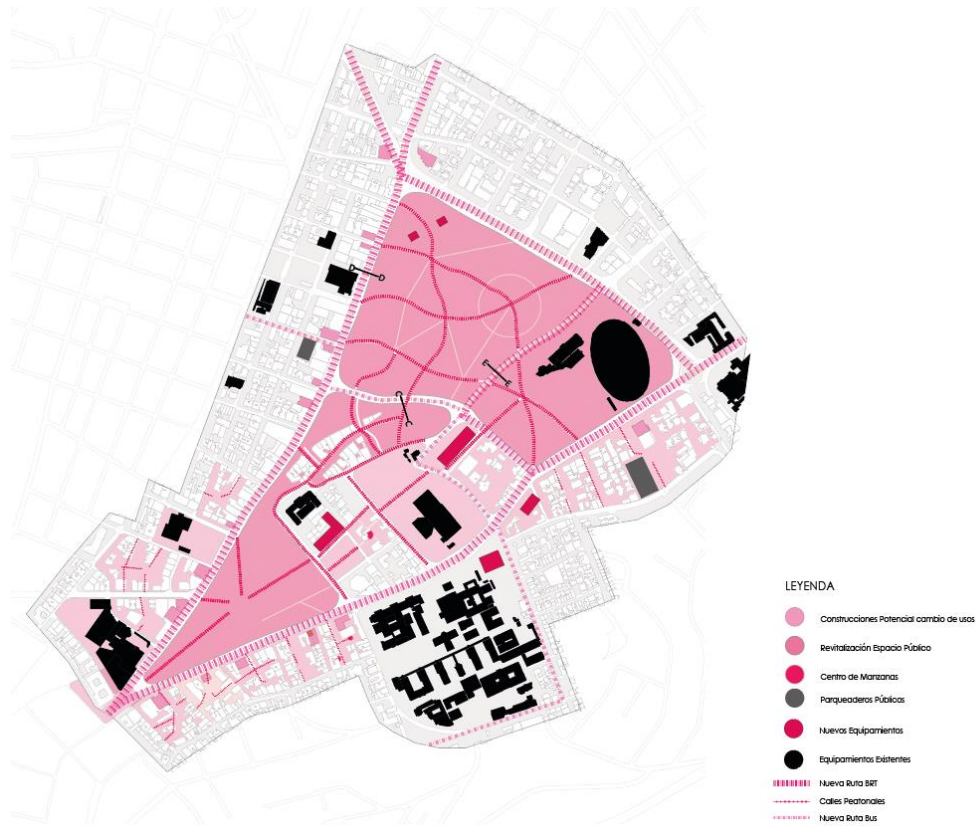 LEYENDA
Construcciones Potencial cambio de usos
Revitalización Espacio Público
Centro de Manzanas
Parqueaderos Públicos
Nuevos Equipamientos
Equipamientos Existentes
Nueva Ruta BRT
Calles Peatonales
Nueva Ruta Bus